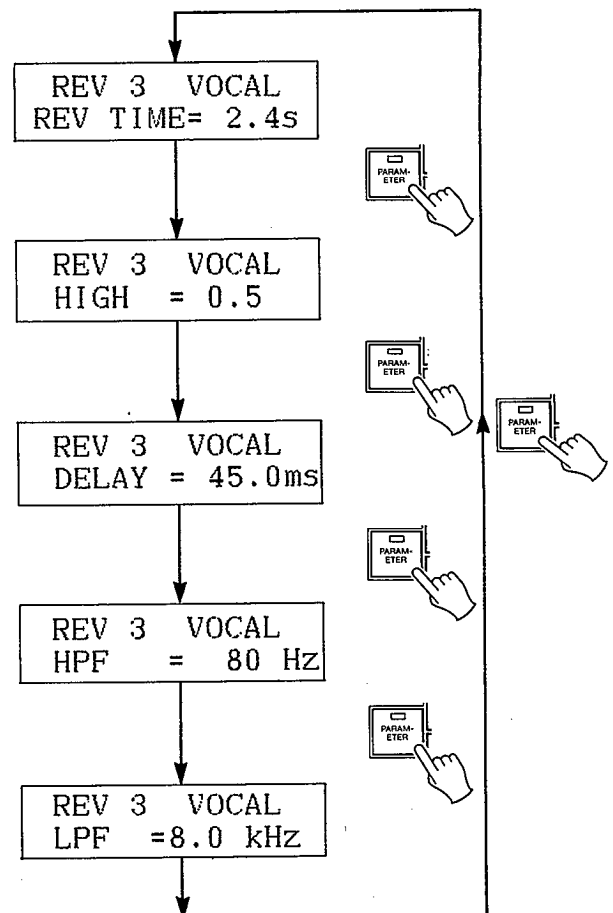 REV 3 VOCAL
REV TIME= 2.4s
PARAM-
ETER
REV 3 VOCAL
HIGH = 0.5
PARAM-
ETER
PARAM-
ETER
REV 3 VOCAL
DELAY = 45.0ms
PARAM-
ETER
REV 3 VOCAL
HPF = 80 Hz
PARAM-
ETER
REV 3 VOCAL
LPF =8.0 kHz